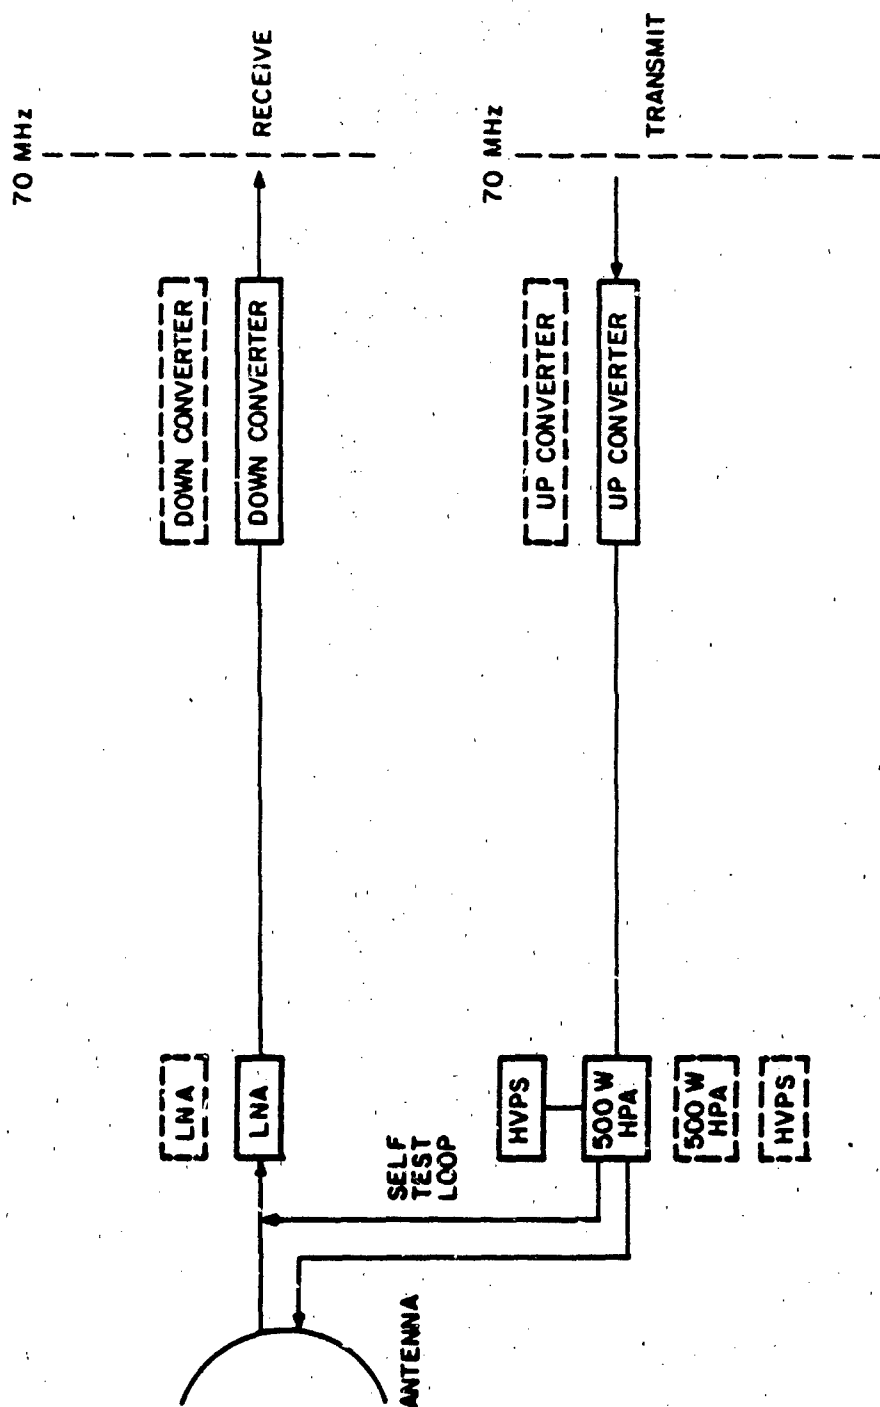 70 MHz
RECEIVE
DOWN CONVERTER
DOWN CONVERTER
LNA
LNA
70 MHz
TRANSMIT
UP CONVERTER
UP CONVERTER
SELF
TEST
LOOP
HVPS
500 W
HPA
500 W
HPA
HVPS
ANTENNA